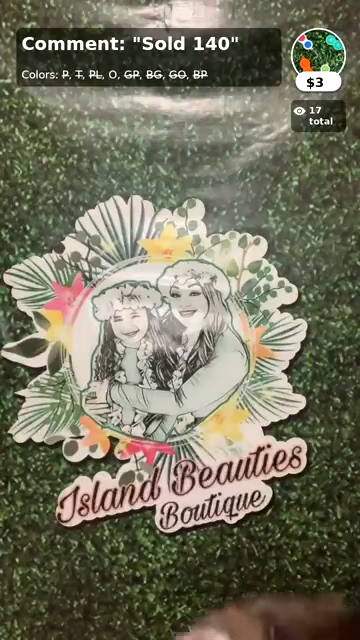 Comment: "Sold 140"
Colors: P, T, PL, O, GP, BG, GO, BP
$3
17
total
Island Beauties
Boutique